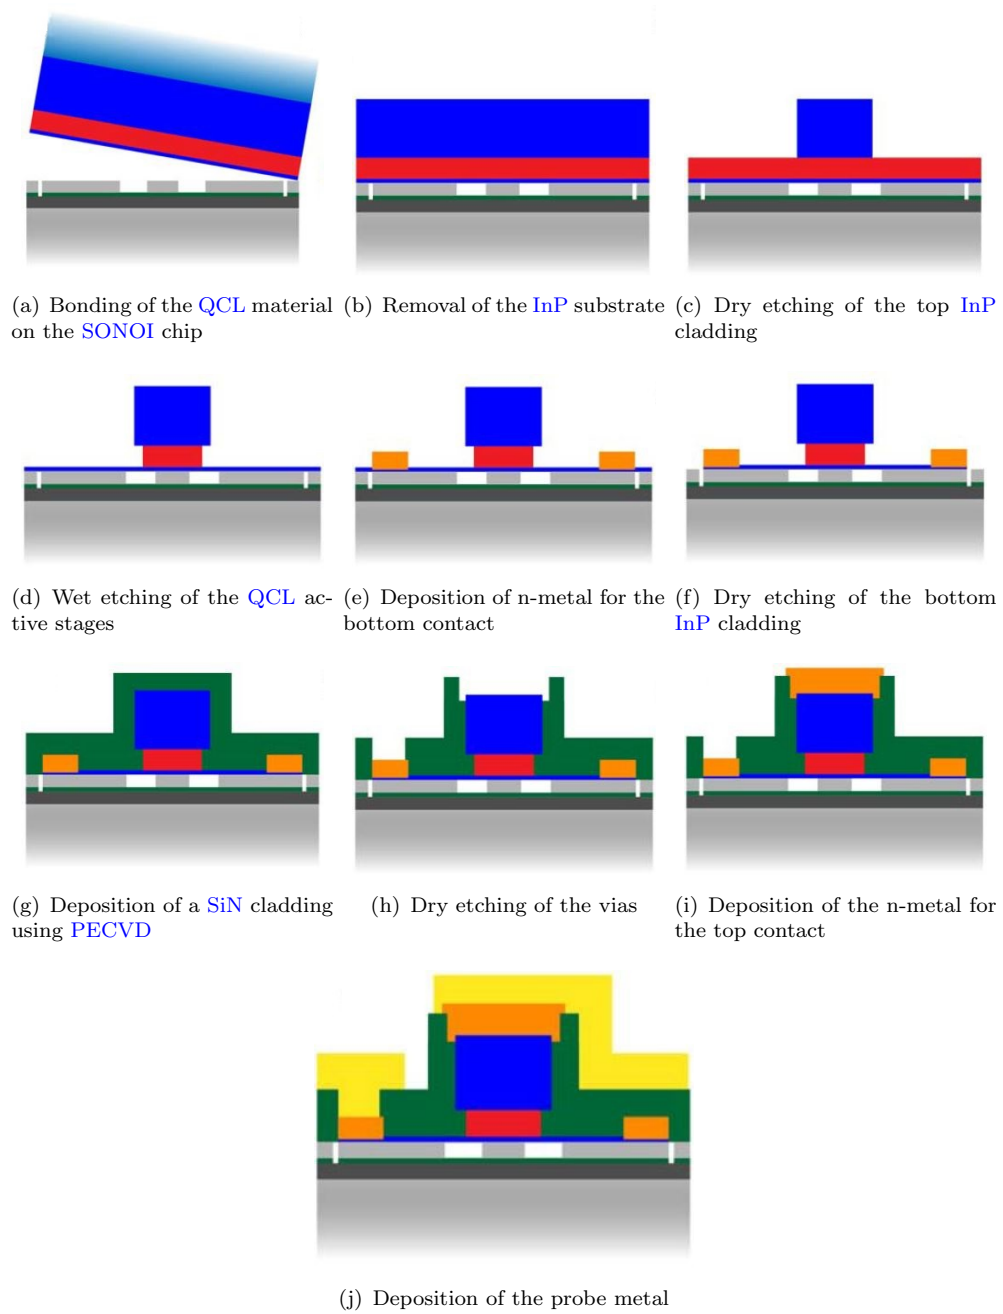 (a) Bonding of the QCL material
on the SONOI chip
(b) Removal of the InP substrate
(c) Dry etching of the top InP
cladding
(d) Wet etching of the QCL ac-
tive stages
(e) Deposition of n-metal for the
bottom contact
(f) Dry etching of the bottom
InP cladding
(g) Deposition of a SiN cladding
using PECVD
(h) Dry etching of the vias
(i) Deposition of the n-metal for
the top contact
(j) Deposition of the probe metal